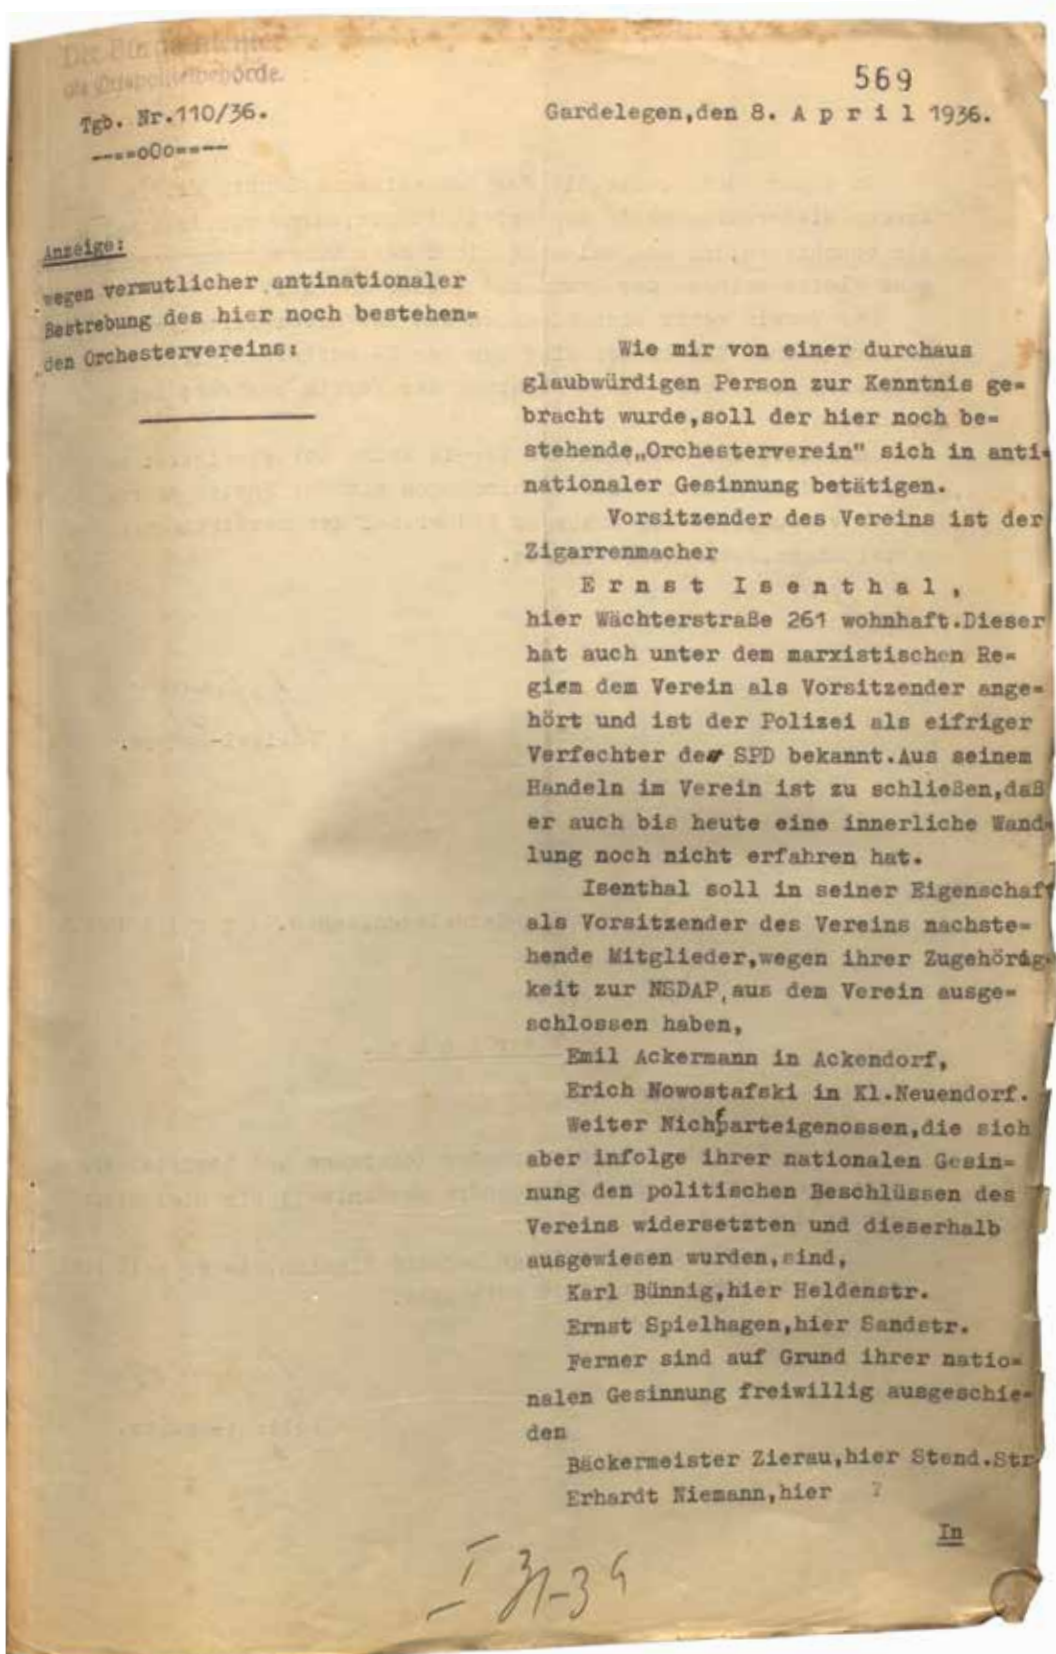 als Ortspolizeibehörde.
Tgb. Nr.110/36.
----==oOo==----
569
Gardelegen,den 8. A p r i l 1936.
Anzeige:
wegen vermutlicher antinationaler
Bestrebung des hier noch bestehen=
den Orchestervereins:
Wie mir von einer durchaus
glaubwürdigen Person zur Kenntnis ge=
bracht wurde,soll der hier noch be=
stehende„Orchesterverein" sich in anti=
nationaler Gesinnung betätigen.
Vorsitzender des Vereins ist der
Zigarrenmacher
E r n s t I s e n t h a l ,
hier Wächterstraße 261 wohnhaft.Dieser
hat auch unter dem marxistischen Re=
giem dem Verein als Vorsitzender ange=
hört und ist der Polizei als eifriger
Verfechter der SPD bekannt.Aus seinem
Handeln im Verein ist zu schließen,daß
er auch bis heute eine innerliche Wand=
lung noch nicht erfahren hat.
Isenthal soll in seiner Eigenschaft
als Vorsitzender des Vereins nachste=
hende Mitglieder,wegen ihrer Zugehörig=
keit zur NSDAP,aus dem Verein ausge=
schlossen haben,
Emil Ackermann in Ackendorf,
Erich Nowostafski in Kl.Neuendorf.
Weiter Nichtparteigenossen,die sich
aber infolge ihrer nationalen Gesin=
nung den politischen Beschlüssen des
Vereins widersetzten und dieserhalb
ausgewiesen wurden,sind,
Karl Bünnig,hier Heldenstr.
Ernst Spielhagen,hier Sandstr.
Ferner sind auf Grund ihrer natio=
nalen Gesinnung freiwillig ausgeschie=
den
Bäckermeister Zierau,hier Stend.Str
Erhardt Niemann,hier ?
In